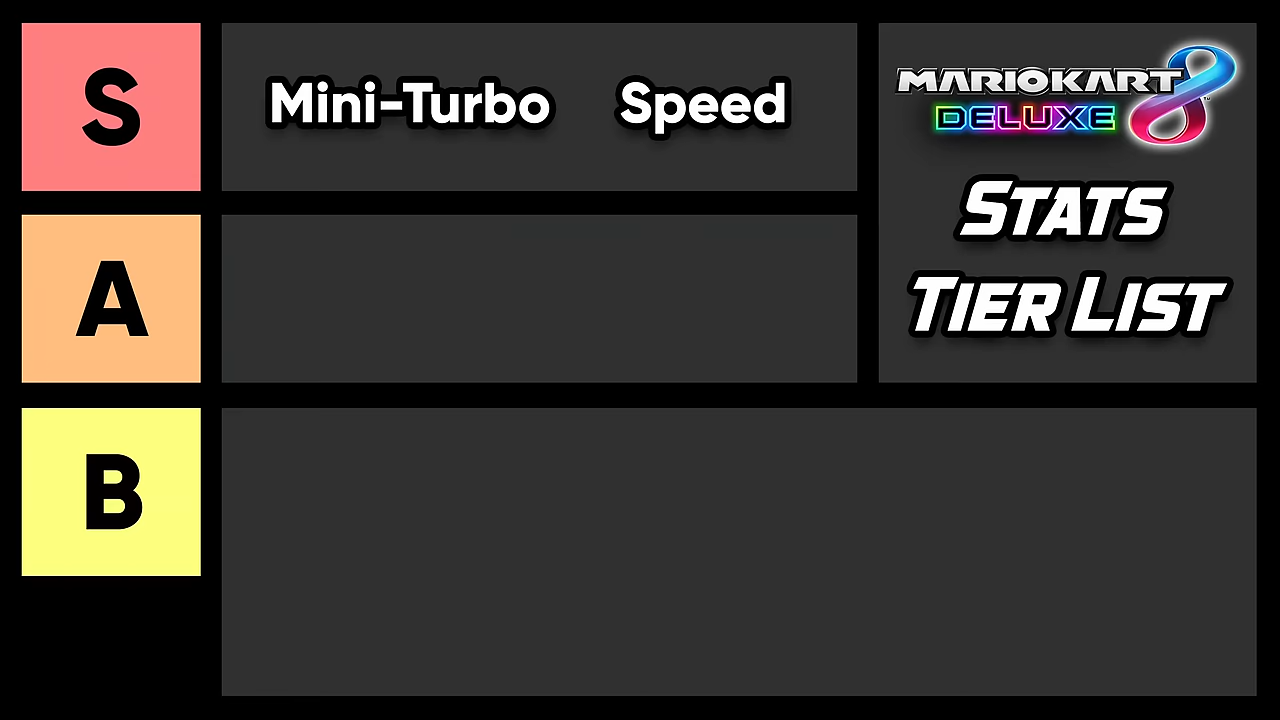 S
Mini-Turbo Speed
MARIOKART 8
DELUXE
STATS
TIER LIST
A
B